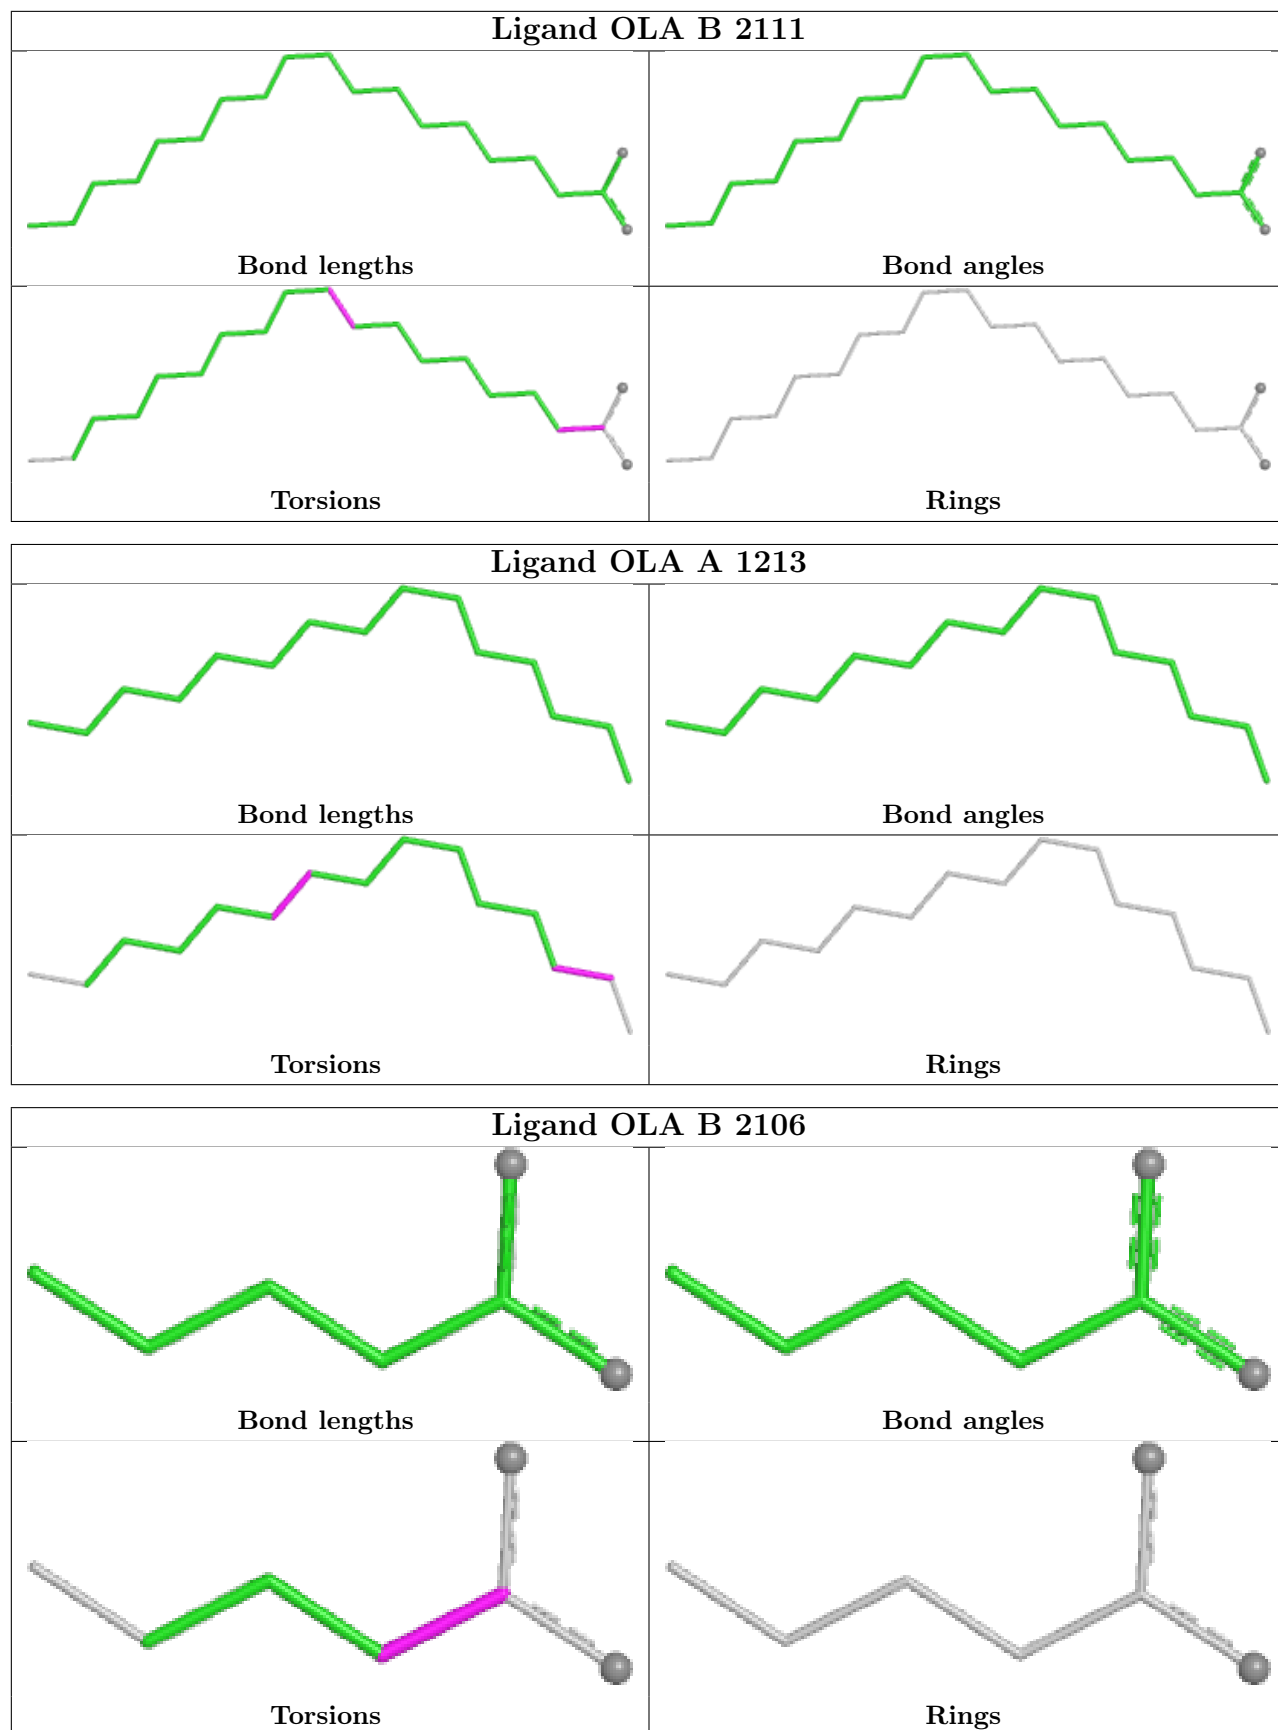 Ligand OLA B 2111
Bond lengths
Bond angles
Torsions
Rings
Ligand OLA A 1213
Bond lengths
Bond angles
Torsions
Rings
Ligand OLA B 2106
Bond lengths
Bond angles
Torsions
Rings